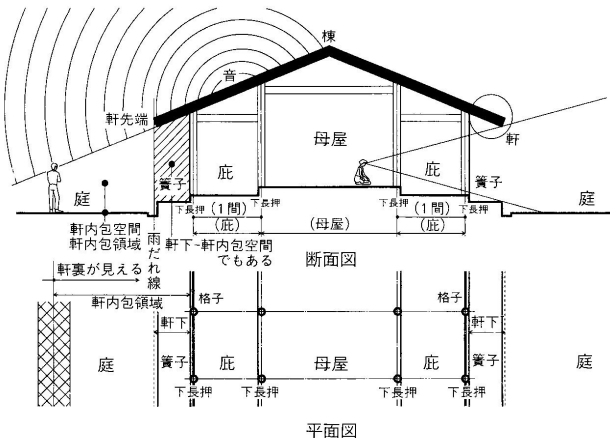 棟
音
軒先端
母屋
軒
庇
庇
簀子
簀子
庭
庭
下長押
(1間)
下長押
下長押
(1間)
下長押
(庇)
(母屋)
(庇)
軒内包空間
軒内包領域
雨だれ線
軒下~軒内包空間
でもある
断面図
軒裏が見える
軒内包領域
格子
格子
軒下
軒下
庭
簀子
庇
母屋
庇
簀子
庭
下長押
下長押
下長押
下長押
平面図